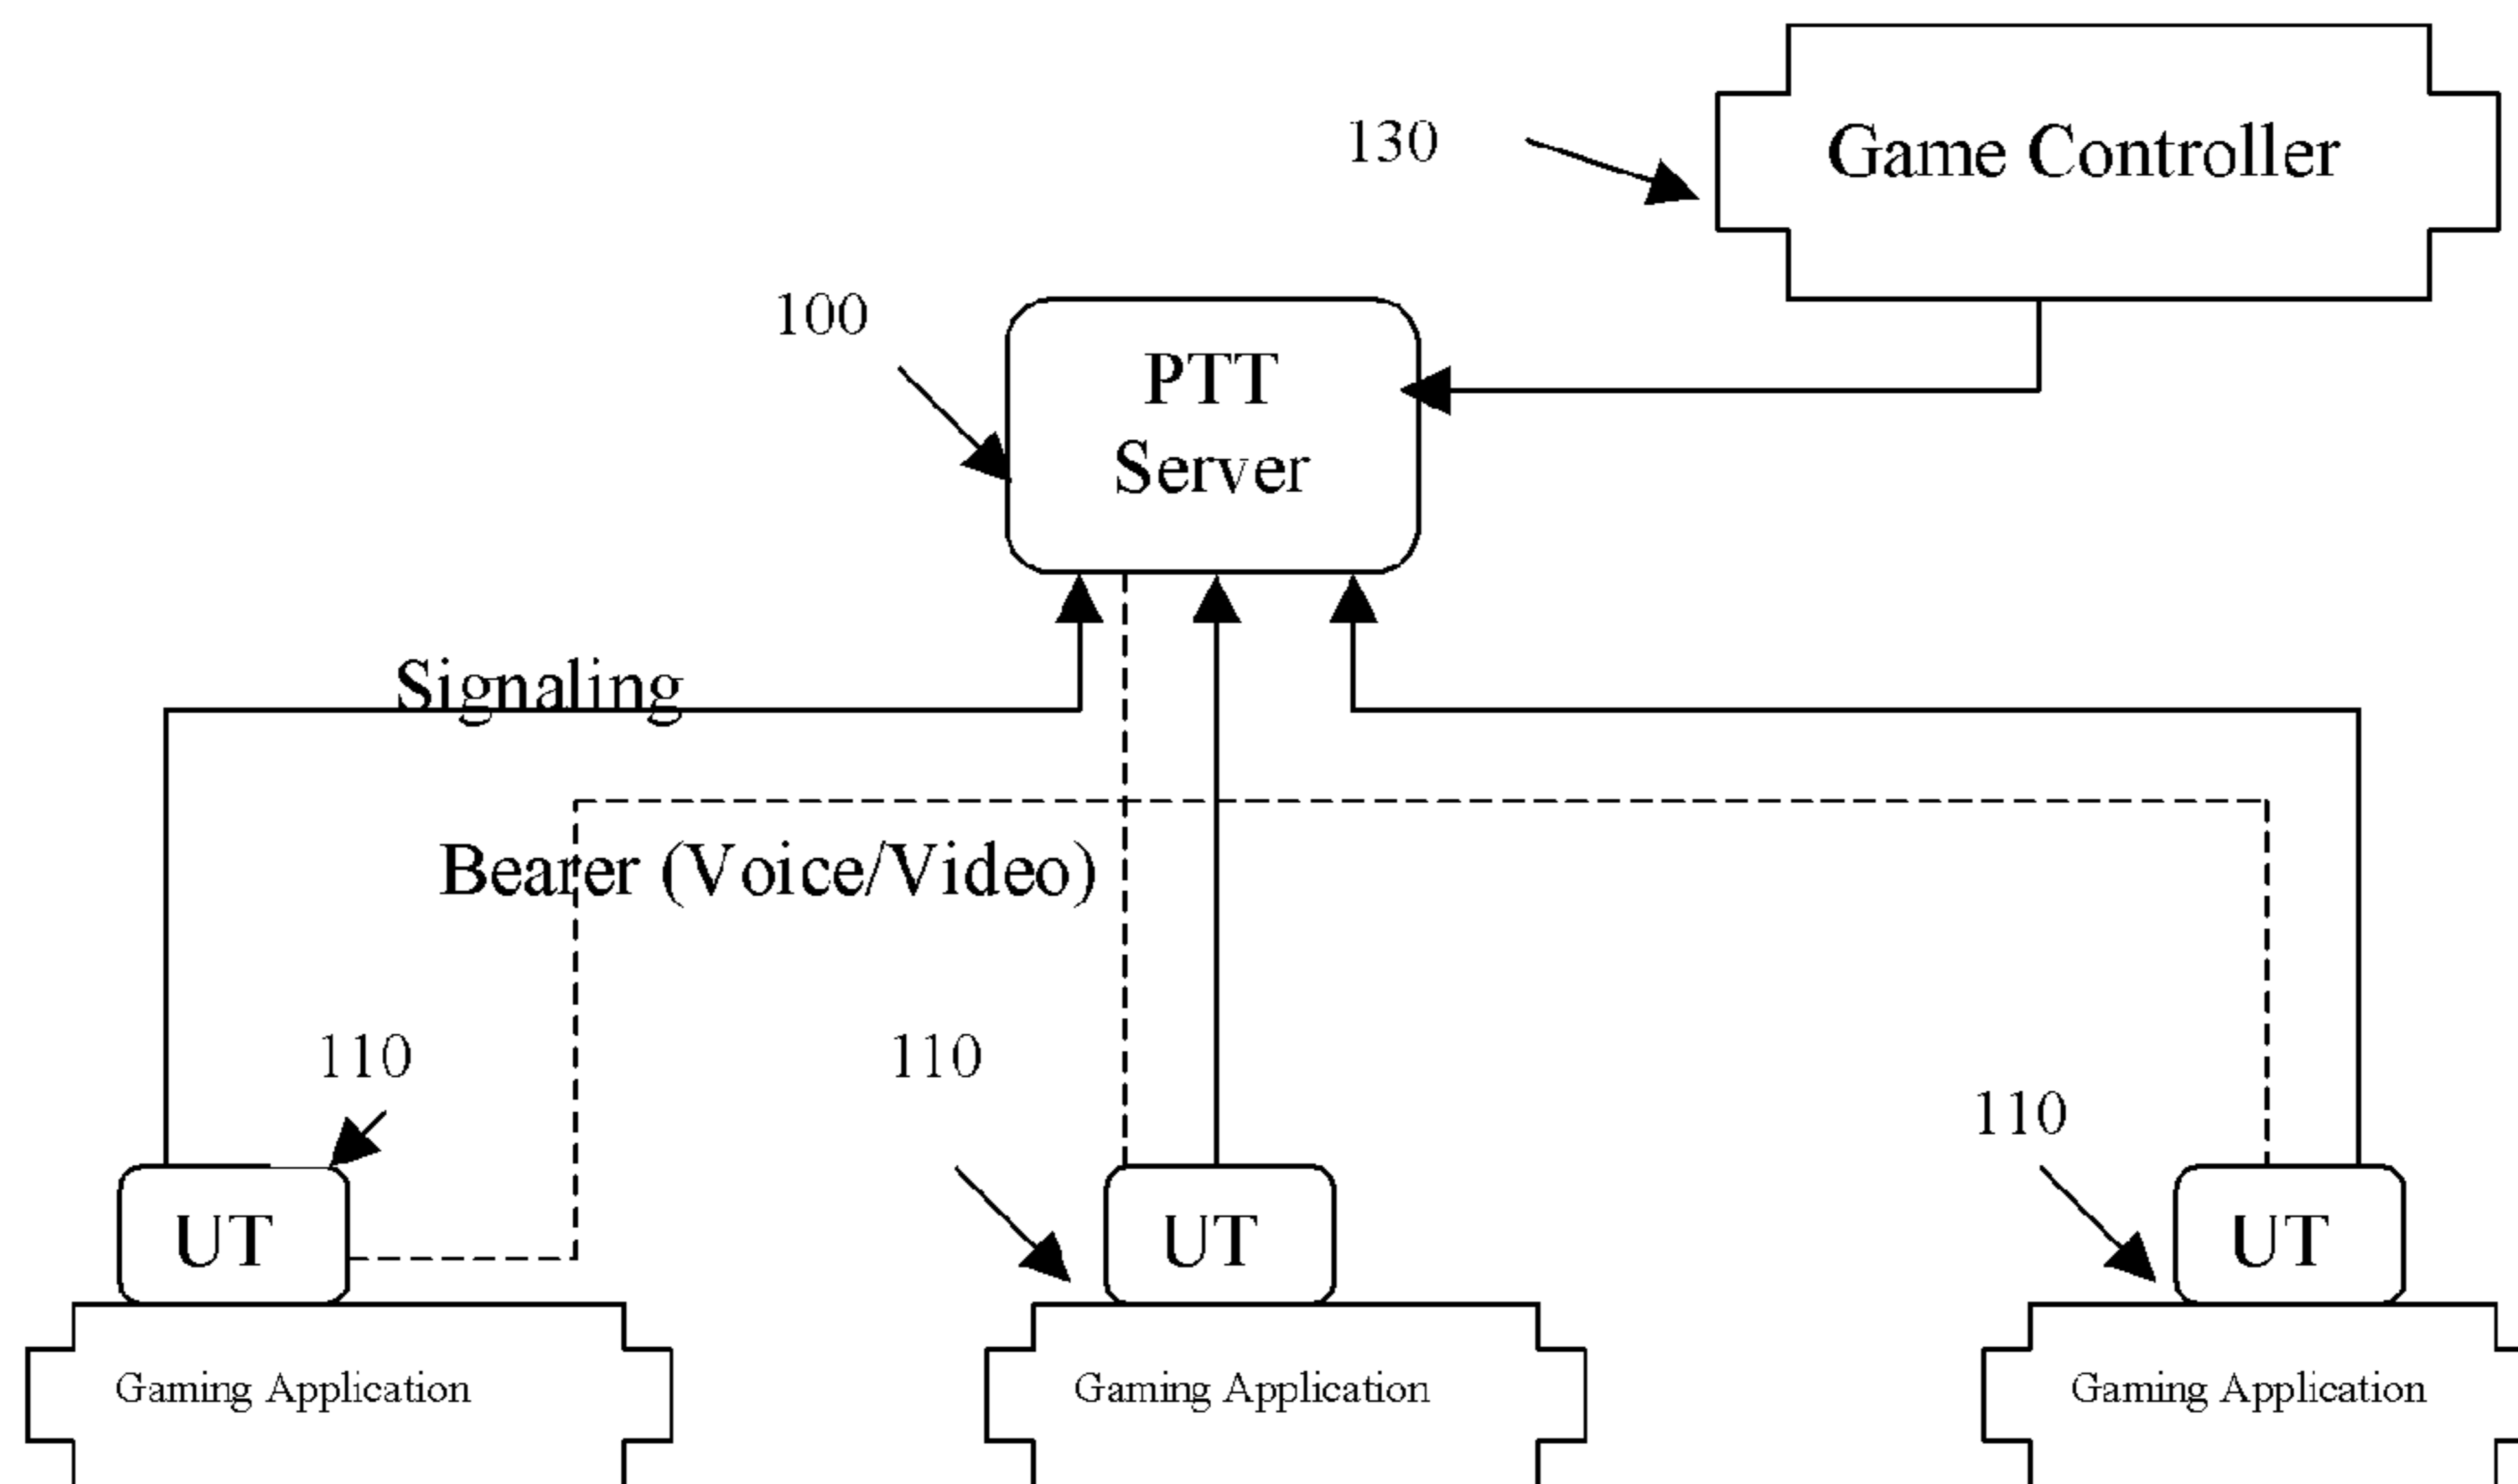 130
Game Controller
100
PTT
Server
Signaling
Bearer (Voice/Video)
110
110
110
UT
UT
UT
Gaming Application
Gaming Application
Gaming Application